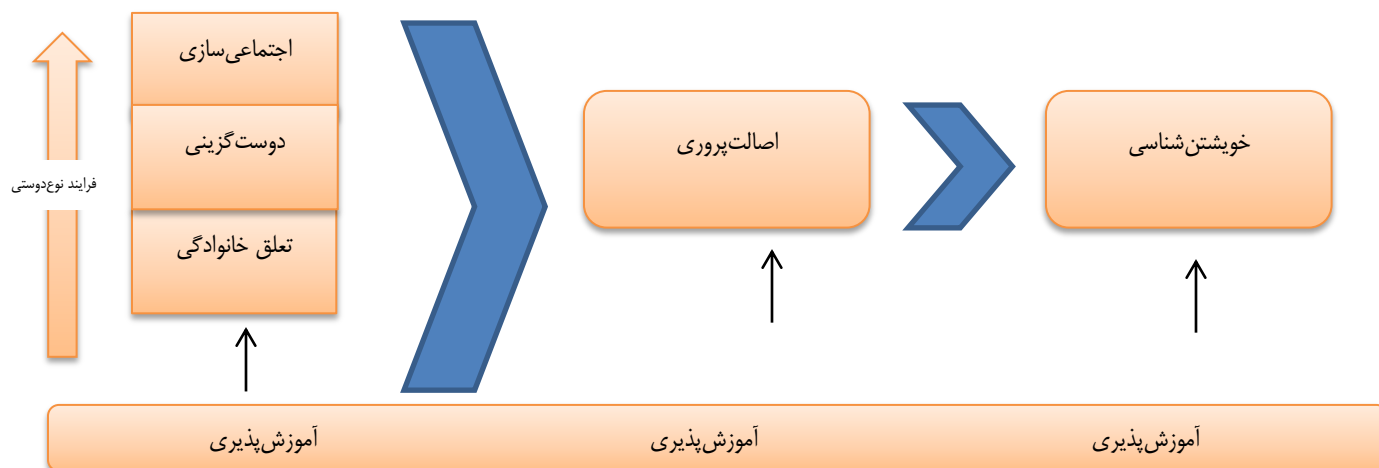 اجتماعی‌سازی
دوست‌گزینی
تعلق خانوادگی
فرایند نوع‌دوستی
اصالت‌پروری
خویشتن‌شناسی
آموزش‌پذیری
آموزش‌پذیری
آموزش‌پذیری